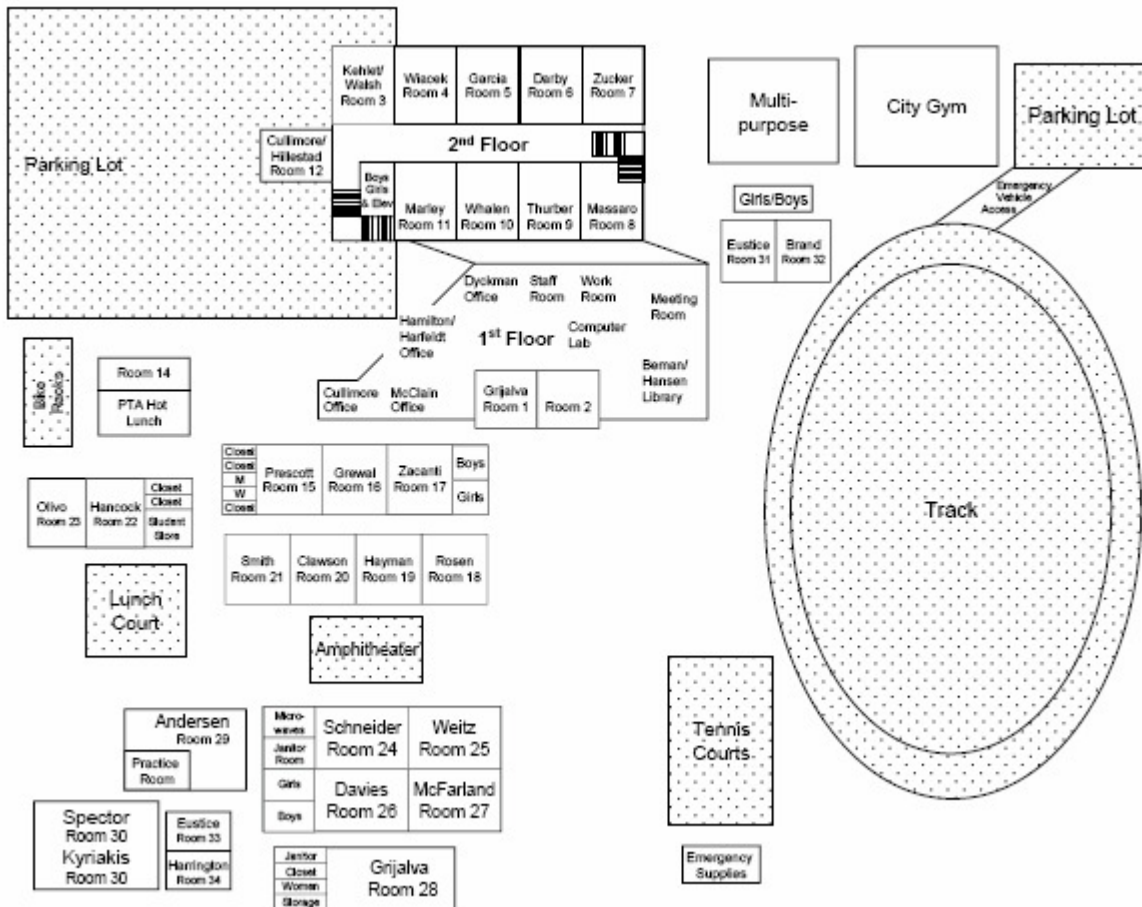 Kehlet/
Walsh
Room 3
Wiacek
Room 4
Garcia
Room 5
Derby
Room 6
Zucker
Room 7
Multi-
purpose
City Gym
Parking Lot
Parking Lot
Cullimore/
Hillestad
Room 12
2nd Floor
Boys
Girls
& Elev
Marley
Room 11
Whalen
Room 10
Thurber
Room 9
Massaro
Room 8
Emergency
Vehicle
Access
Girls/Boys
Eustice
Room 31
Brand
Room 32
Dyckman
Office
Staff
Room
Work
Room
Meeting
Room
Hamilton/
Harfeldt
Office
1st Floor
Computer
Lab
Beman/
Hansen
Library
Cullimore
Office
McClain
Office
Grijalva
Room 1
Room 2
Bike
Racks
Room 14
PTA Hot
Lunch
Closet
Closet
M
W
Closet
Prescott
Room 15
Grewal
Room 16
Zacanti
Room 17
Boys
Girls
Olivo
Room 23
Hancock
Room 22
Closet
Closet
Student
Store
Track
Smith
Room 21
Clawson
Room 20
Hayman
Room 19
Rosen
Room 18
Lunch
Court
Amphitheater
Tennis
Courts
Andersen
Room 29
Practice
Room
Micro-
waves
Janitor
Room
Girls
Boys
Schneider
Room 24
Weitz
Room 25
Davies
Room 26
McFarland
Room 27
Spector
Room 30
Kyriakis
Room 30
Eustice
Room 33
Harrington
Room 34
Janitor
Closet
Women
Storage
Grijalva
Room 28
Emergency
Supplies